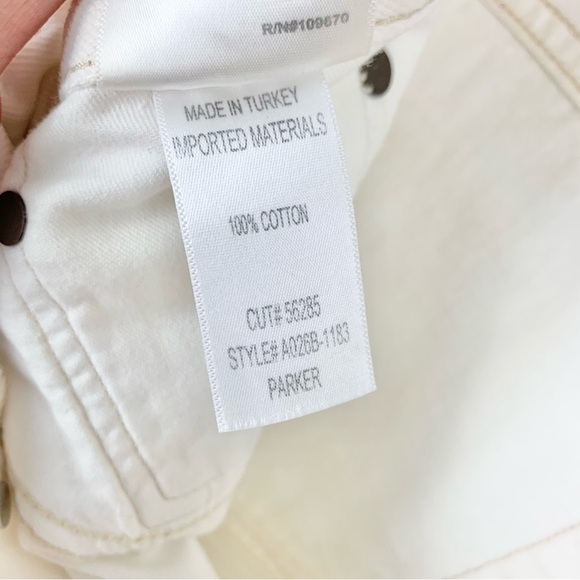 R/N#109670
MADE IN TURKEY
IMPORTED MATERIALS
100% COTTON
CUT# 56285
STYLE# A026B-1183
PARKER